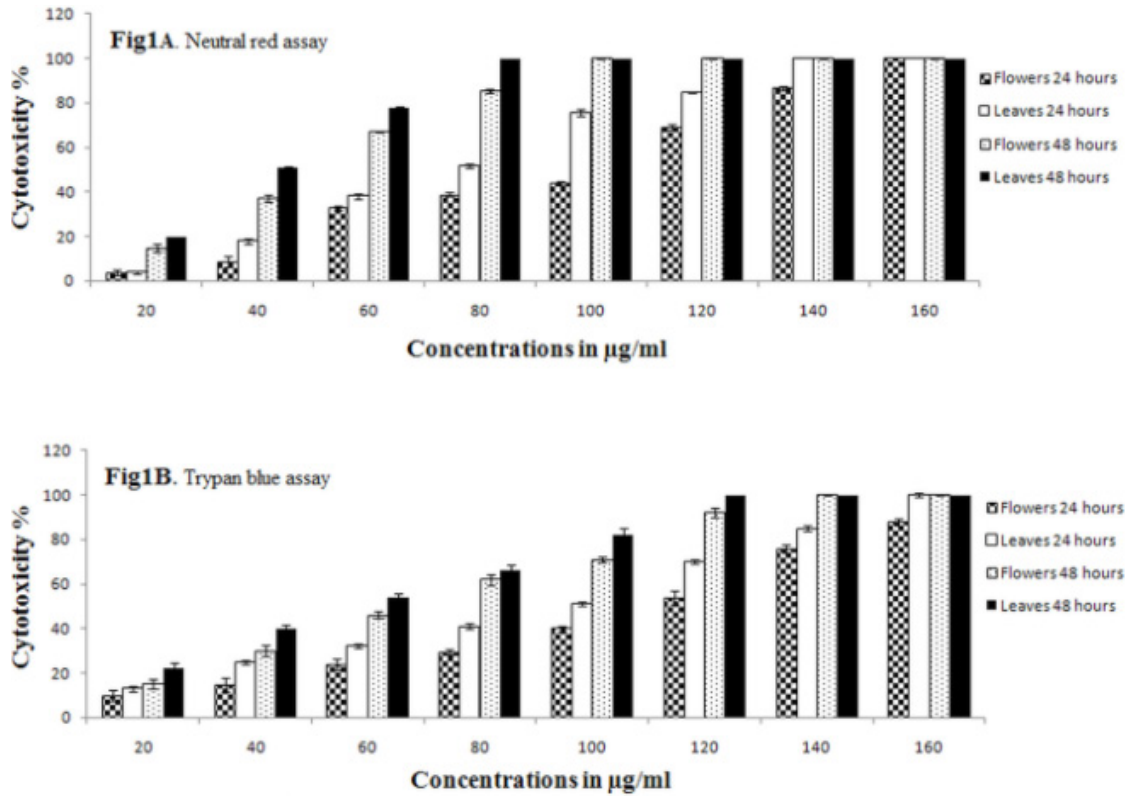 Fig1A. Neutral red assay
Cytotoxicity %
120
100
80
60
40
20
0
20 40 60 80 100 120 140 160
Concentrations in µg/ml
Flowers 24 hours
Leaves 24 hours
Flowers 48 hours
Leaves 48 hours
Fig1B. Trypan blue assay
Cytotoxicity %
120
100
80
60
40
20
0
20 40 60 80 100 120 140 160
Concentrations in µg/ml
Flowers 24 hours
Leaves 24 hours
Flowers 48 hours
Leaves 48 hours